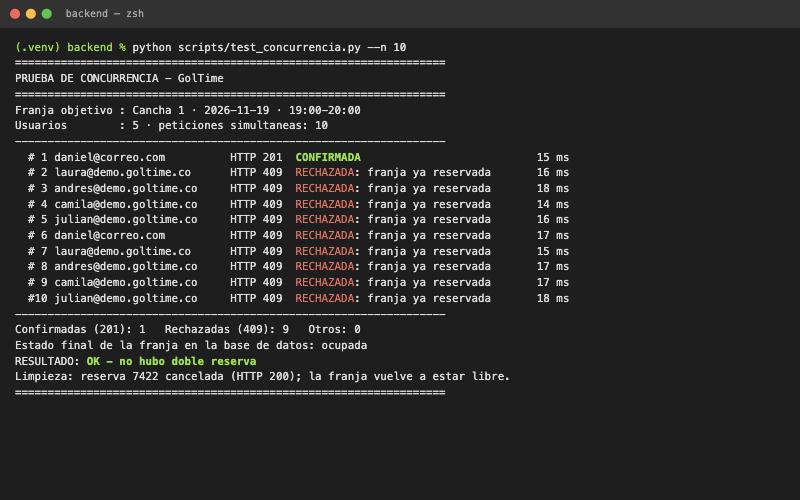 backend — zsh
(.venv) backend % python scripts/test_concurrencia.py --n 10
==================================================================
PRUEBA DE CONCURRENCIA — GolTime
==================================================================
Franja objetivo : Cancha 1 · 2026-11-19 · 19:00-20:00
Usuarios        : 5 · peticiones simultaneas: 10
------------------------------------------------------------------
  # 1 daniel@correo.com          HTTP 201  CONFIRMADA                           15 ms
  # 2 laura@demo.goltime.co      HTTP 409  RECHAZADA: franja ya reservada       16 ms
  # 3 andres@demo.goltime.co     HTTP 409  RECHAZADA: franja ya reservada       18 ms
  # 4 camila@demo.goltime.co     HTTP 409  RECHAZADA: franja ya reservada       14 ms
  # 5 julian@demo.goltime.co     HTTP 409  RECHAZADA: franja ya reservada       16 ms
  # 6 daniel@correo.com          HTTP 409  RECHAZADA: franja ya reservada       17 ms
  # 7 laura@demo.goltime.co      HTTP 409  RECHAZADA: franja ya reservada       15 ms
  # 8 andres@demo.goltime.co     HTTP 409  RECHAZADA: franja ya reservada       17 ms
  # 9 camila@demo.goltime.co     HTTP 409  RECHAZADA: franja ya reservada       17 ms
  #10 julian@demo.goltime.co     HTTP 409  RECHAZADA: franja ya reservada       18 ms
------------------------------------------------------------------
Confirmadas (201): 1   Rechazadas (409): 9   Otros: 0
Estado final de la franja en la base de datos: ocupada
RESULTADO: OK — no hubo doble reserva
Limpieza: reserva 7422 cancelada (HTTP 200); la franja vuelve a estar libre.
==================================================================